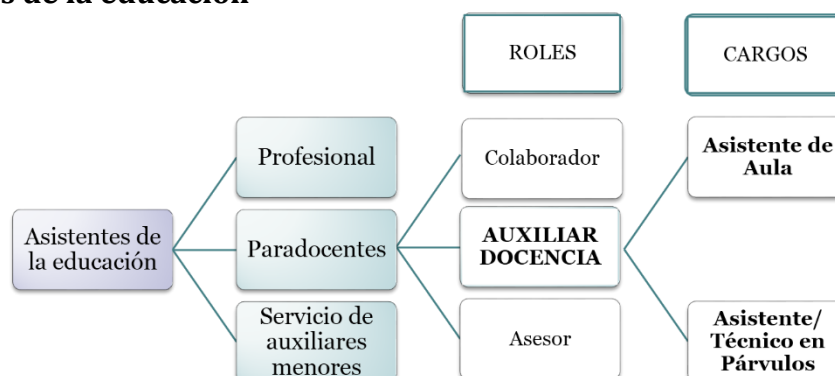 s de la educación
ROLES
CARGOS
Profesional
Colaborador
Asistente de
Aula
Asistentes de
la educación
Paradocentes
AUXILIAR
DOCENCIA
Servicio de
auxiliares
menores
Asesor
Asistente/
Técnico en
Párvulos